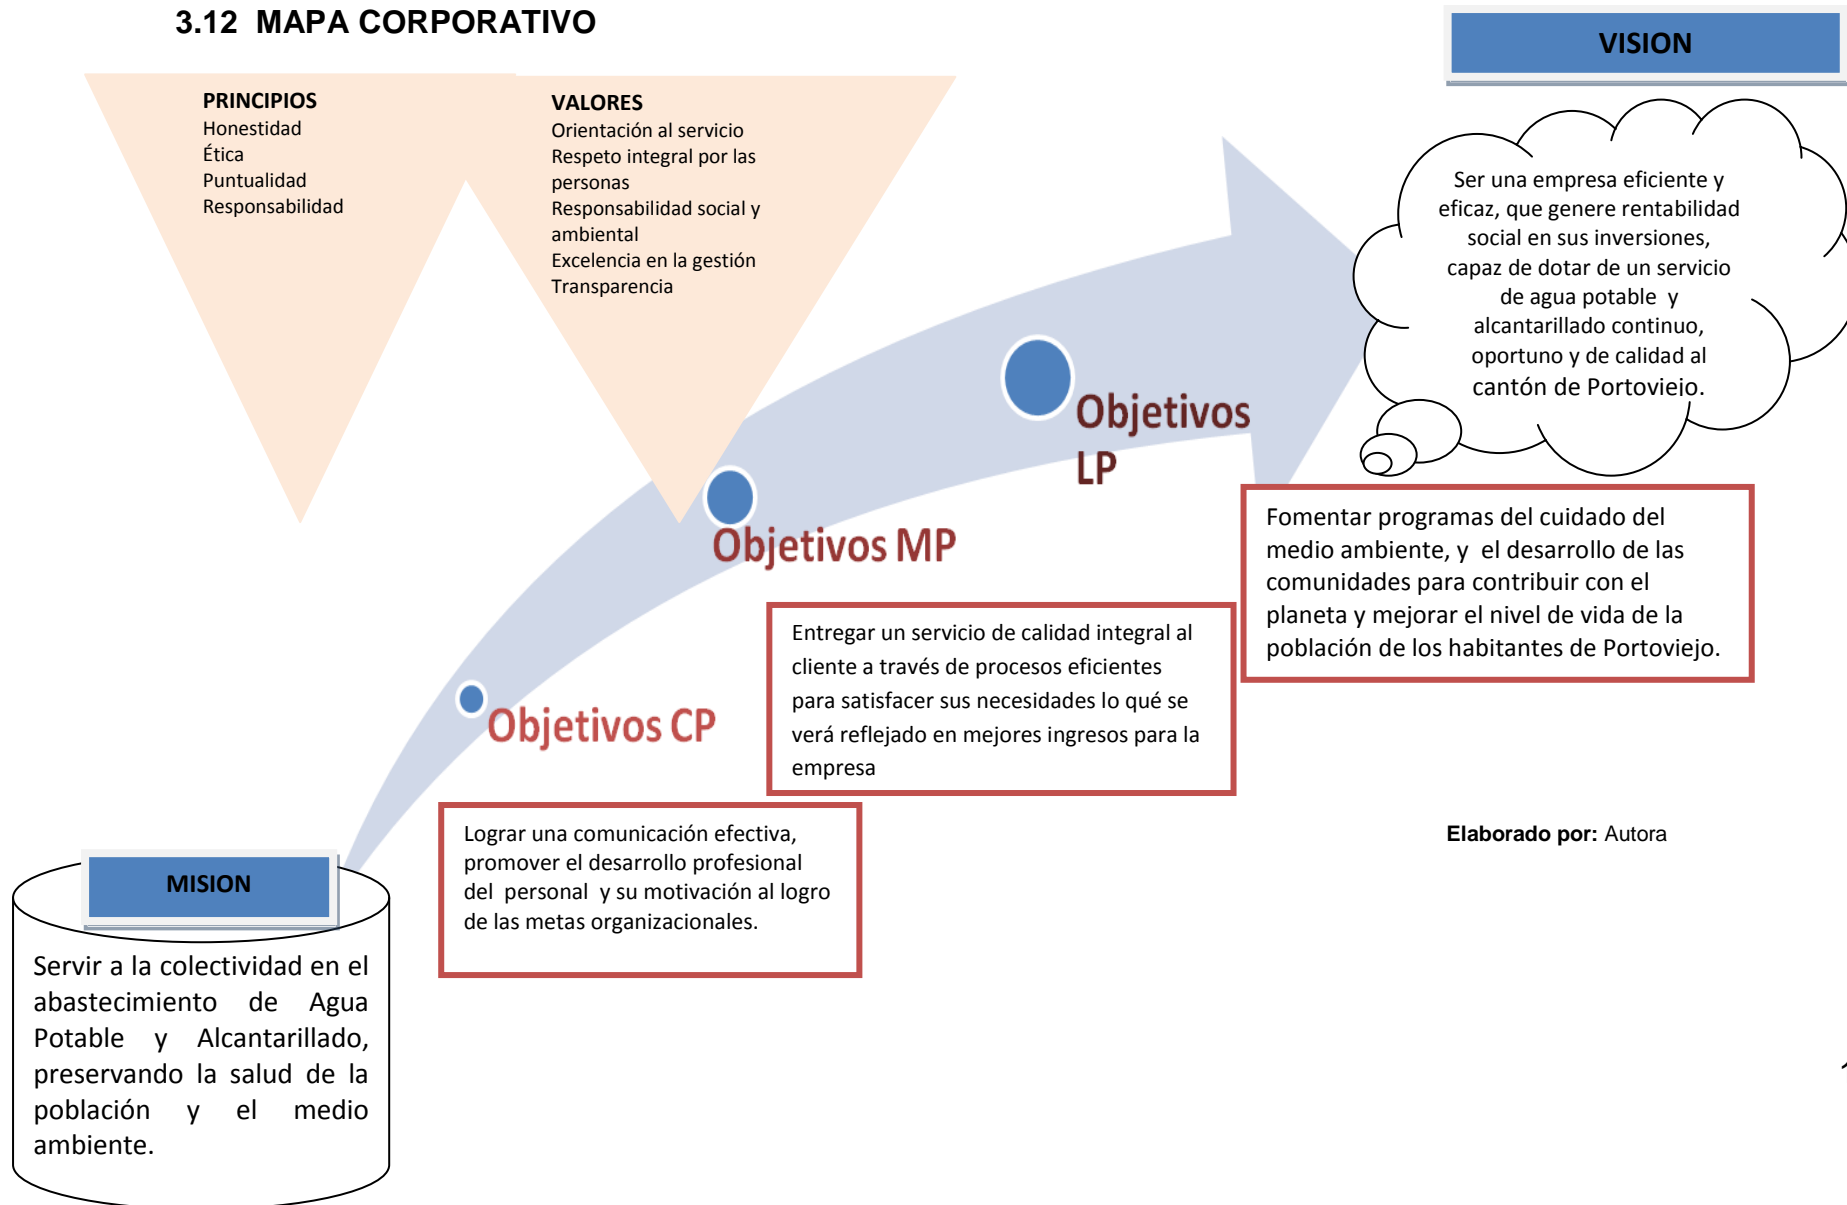 3.12 MAPA CORPORATIVO
VISION
PRINCIPIOS
Honestidad
Ética
Puntualidad
Responsabilidad
VALORES
Orientación al servicio
Respeto integral por las
personas
Responsabilidad social y
ambiental
Excelencia en la gestión
Transparencia
Ser una empresa eficiente y
eficaz, que genere rentabilidad
social en sus inversiones,
capaz de dotar de un servicio
de agua potable y
alcantarillado continuo,
oportuno y de calidad al
cantón de Portoviejo.
Objetivos
LP
Objetivos MP
Objetivos CP
Fomentar programas del cuidado del
medio ambiente, y el desarrollo de las
comunidades para contribuir con el
planeta y mejorar el nivel de vida de la
población de los habitantes de Portoviejo.
Entregar un servicio de calidad integral al
cliente a través de procesos eficientes
para satisfacer sus necesidades lo qué se
verá reflejado en mejores ingresos para la
empresa
Lograr una comunicación efectiva,
promover el desarrollo profesional
del personal y su motivación al logro
de las metas organizacionales.
Elaborado por: Autora
MISION
Servir a la colectividad en el
abastecimiento de Agua
Potable y Alcantarillado,
preservando la salud de la
población y el medio
ambiente.